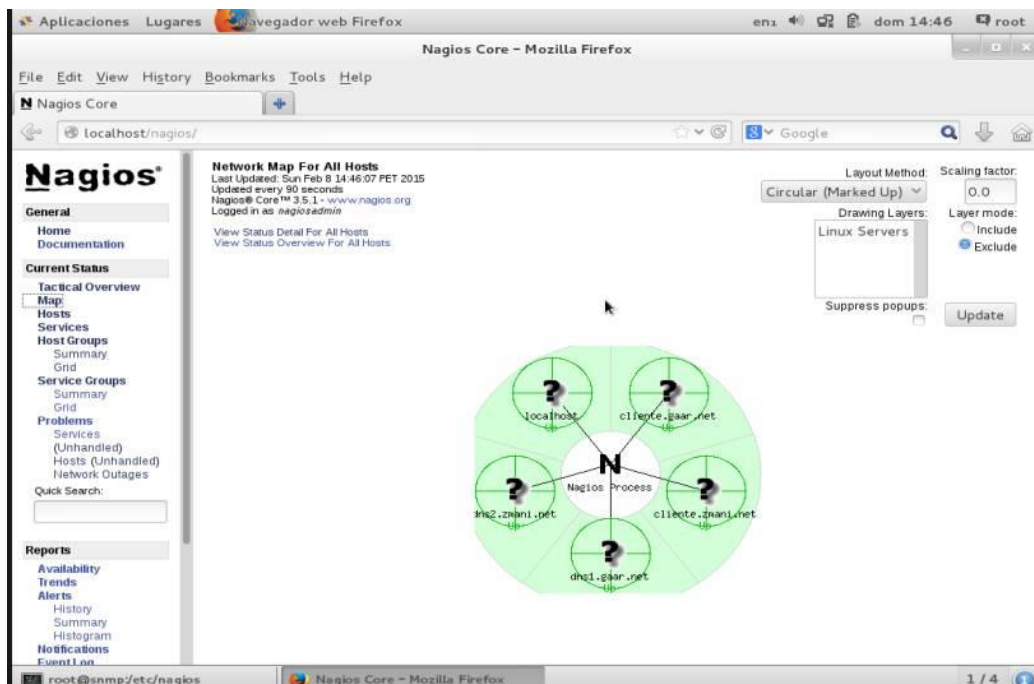 Aplicaciones Lugares Navegador web Firefox en1 dom 14:46 root
Nagios Core - Mozilla Firefox
File Edit View History Bookmarks Tools Help
N Nagios Core
localhost/nagios/ Google
Nagios®
General
Home
Documentation
Current Status
Tactical Overview
Map
Hosts
Services
Host Groups
Summary
Grid
Service Groups
Summary
Grid
Problems
Services
(Unhandled)
Hosts (Unhandled)
Network Outages
Quick Search:
Reports
Availability
Trends
Alerts
History
Summary
Histogram
Notifications
Event Log
Network Map For All Hosts
Last Updated: Sun Feb 8 14:46:07 PET 2015
Updated every 90 seconds
Nagios® Core™ 3.5.1 - www.nagios.org
Logged in as nagiosadmin
View Status Detail For All Hosts
View Status Overview For All Hosts
Layout Method:
Circular (Marked Up)
Scaling factor:
0.0
Drawing Layers:
Linux Servers
Layer mode:
Include
Exclude
Suppress popups:
Update
?
localhost
Up
?
cliente.gaar.net
Up
N
Nagios Process
?
dns2.zmani.net
Up
?
cliente.zmani.net
Up
?
dns1.gaar.net
Up
root@snmp:/etc/nagios Nagios Core - Mozilla Firefox 1 / 4